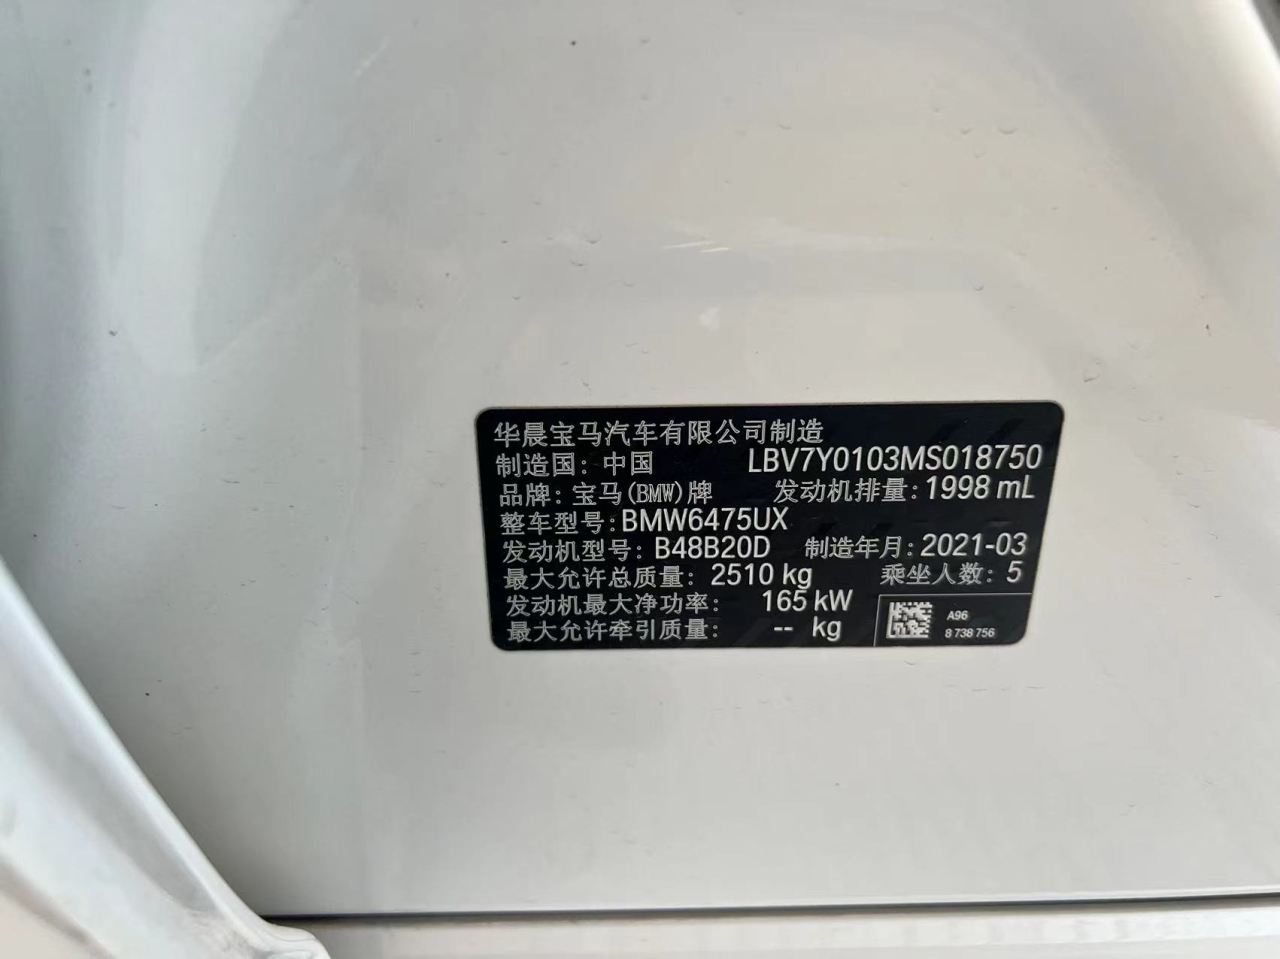 华晨宝马汽车有限公司制造
制造国: 中国 LBV7Y0103MS018750
品牌: 宝马(BMW)牌 发动机排量: 1998 mL
整车型号: BMW6475UX
发动机型号: B48B20D 制造年月: 2021-03
最大允许总质量: 2510 kg 乘坐人数: 5
发动机最大净功率: 165 kW
最大允许牵引质量: -- kg
A96
8 738 756